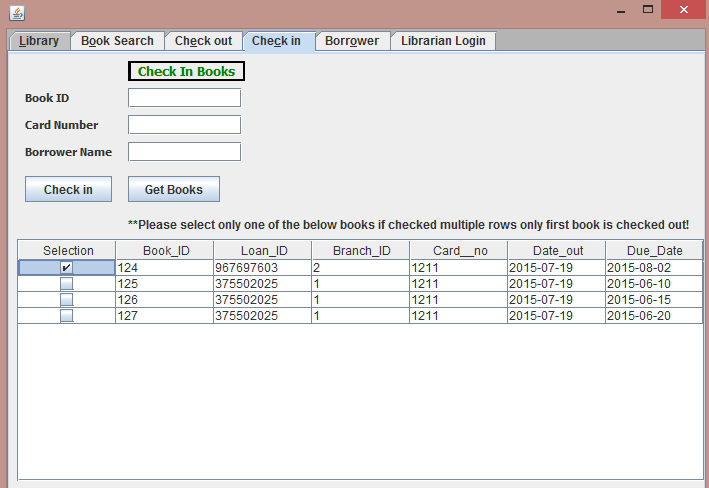 Library Book Search Check out Check in Borrower Librarian Login
Check In Books
Book ID
Card Number
Borrower Name
Check in Get Books
**Please select only one of the below books if checked multiple rows only first book is checked out!
Selection Book_ID Loan_ID Branch_ID Card__no Date_out Due_Date
124 967697603 2 1211 2015-07-19 2015-08-02
125 375502025 1 1211 2015-07-19 2015-06-10
126 375502025 1 1211 2015-07-19 2015-06-15
127 375502025 1 1211 2015-07-19 2015-06-20